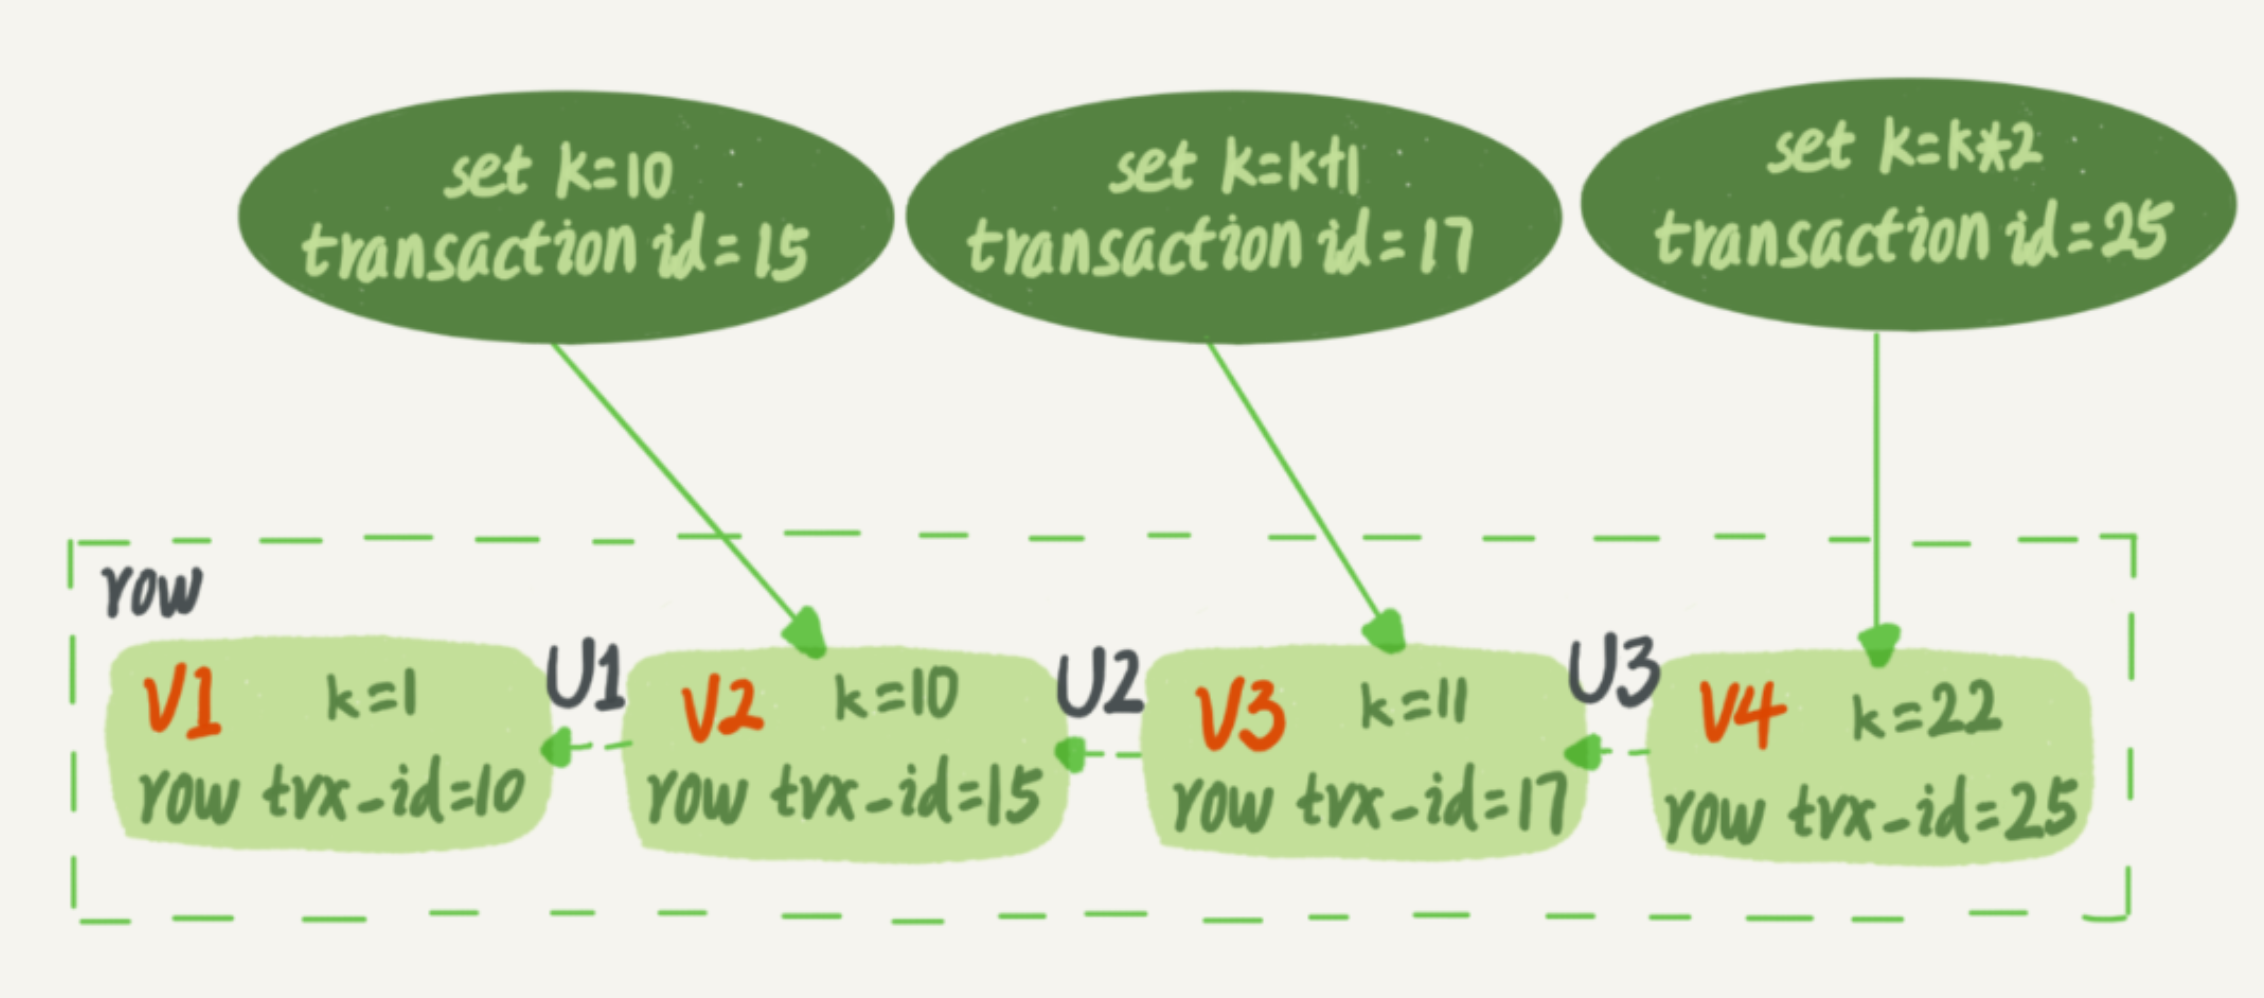 set k=10
transaction id=15
set k=k+1
transaction id=17
set k=k*2
transaction id=25
row
V1 k=1
row trx_id=10
U1
V2 k=10
row trx_id=15
U2
V3 k=11
row trx_id=17
U3
V4 k=22
row trx_id=25